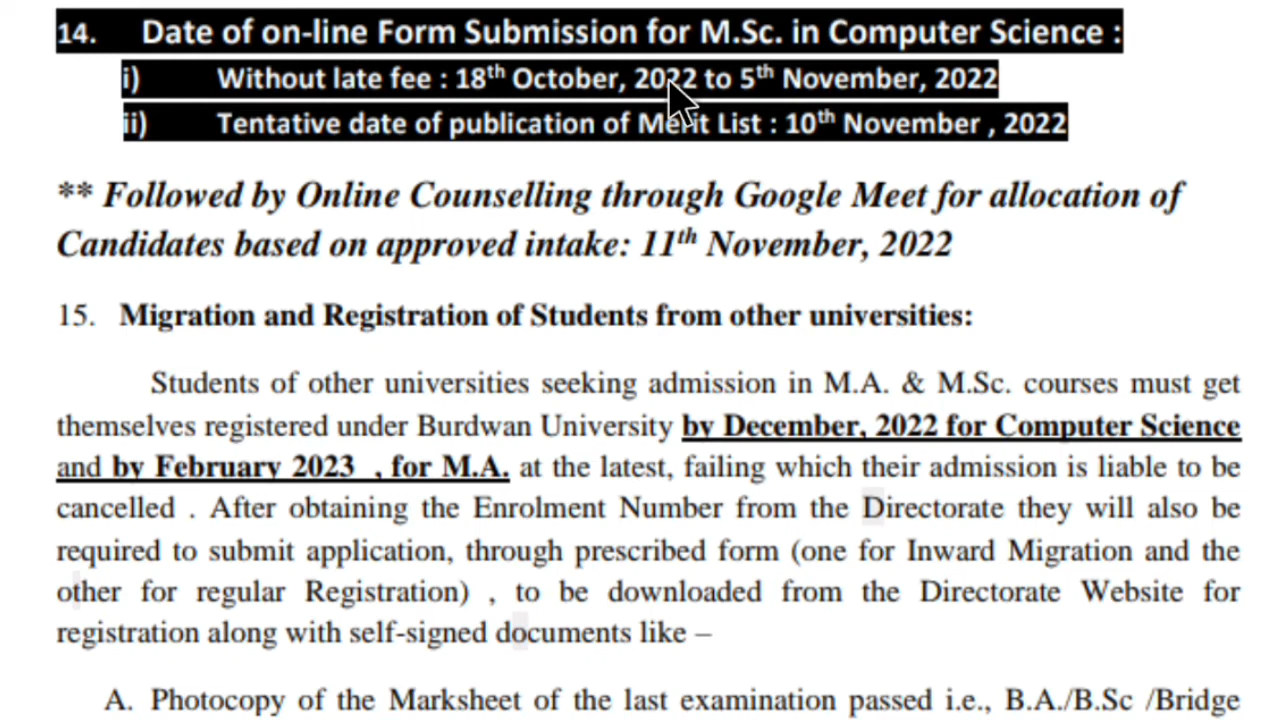 14. Date of on-line Form Submission for M.Sc. in Computer Science :
i) Without late fee : 18th October, 2022 to 5th November, 2022
ii) Tentative date of publication of Merit List : 10th November , 2022
** Followed by Online Counselling through Google Meet for allocation of
Candidates based on approved intake: 11th November, 2022
15. Migration and Registration of Students from other universities:
Students of other universities seeking admission in M.A. & M.Sc. courses must get
themselves registered under Burdwan University by December, 2022 for Computer Science
and by February 2023 , for M.A. at the latest, failing which their admission is liable to be
cancelled . After obtaining the Enrolment Number from the Directorate they will also be
required to submit application, through prescribed form (one for Inward Migration and the
other for regular Registration) , to be downloaded from the Directorate Website for
registration along with self-signed documents like –
A. Photocopy of the Marksheet of the last examination passed i.e., B.A./B.Sc /Bridge